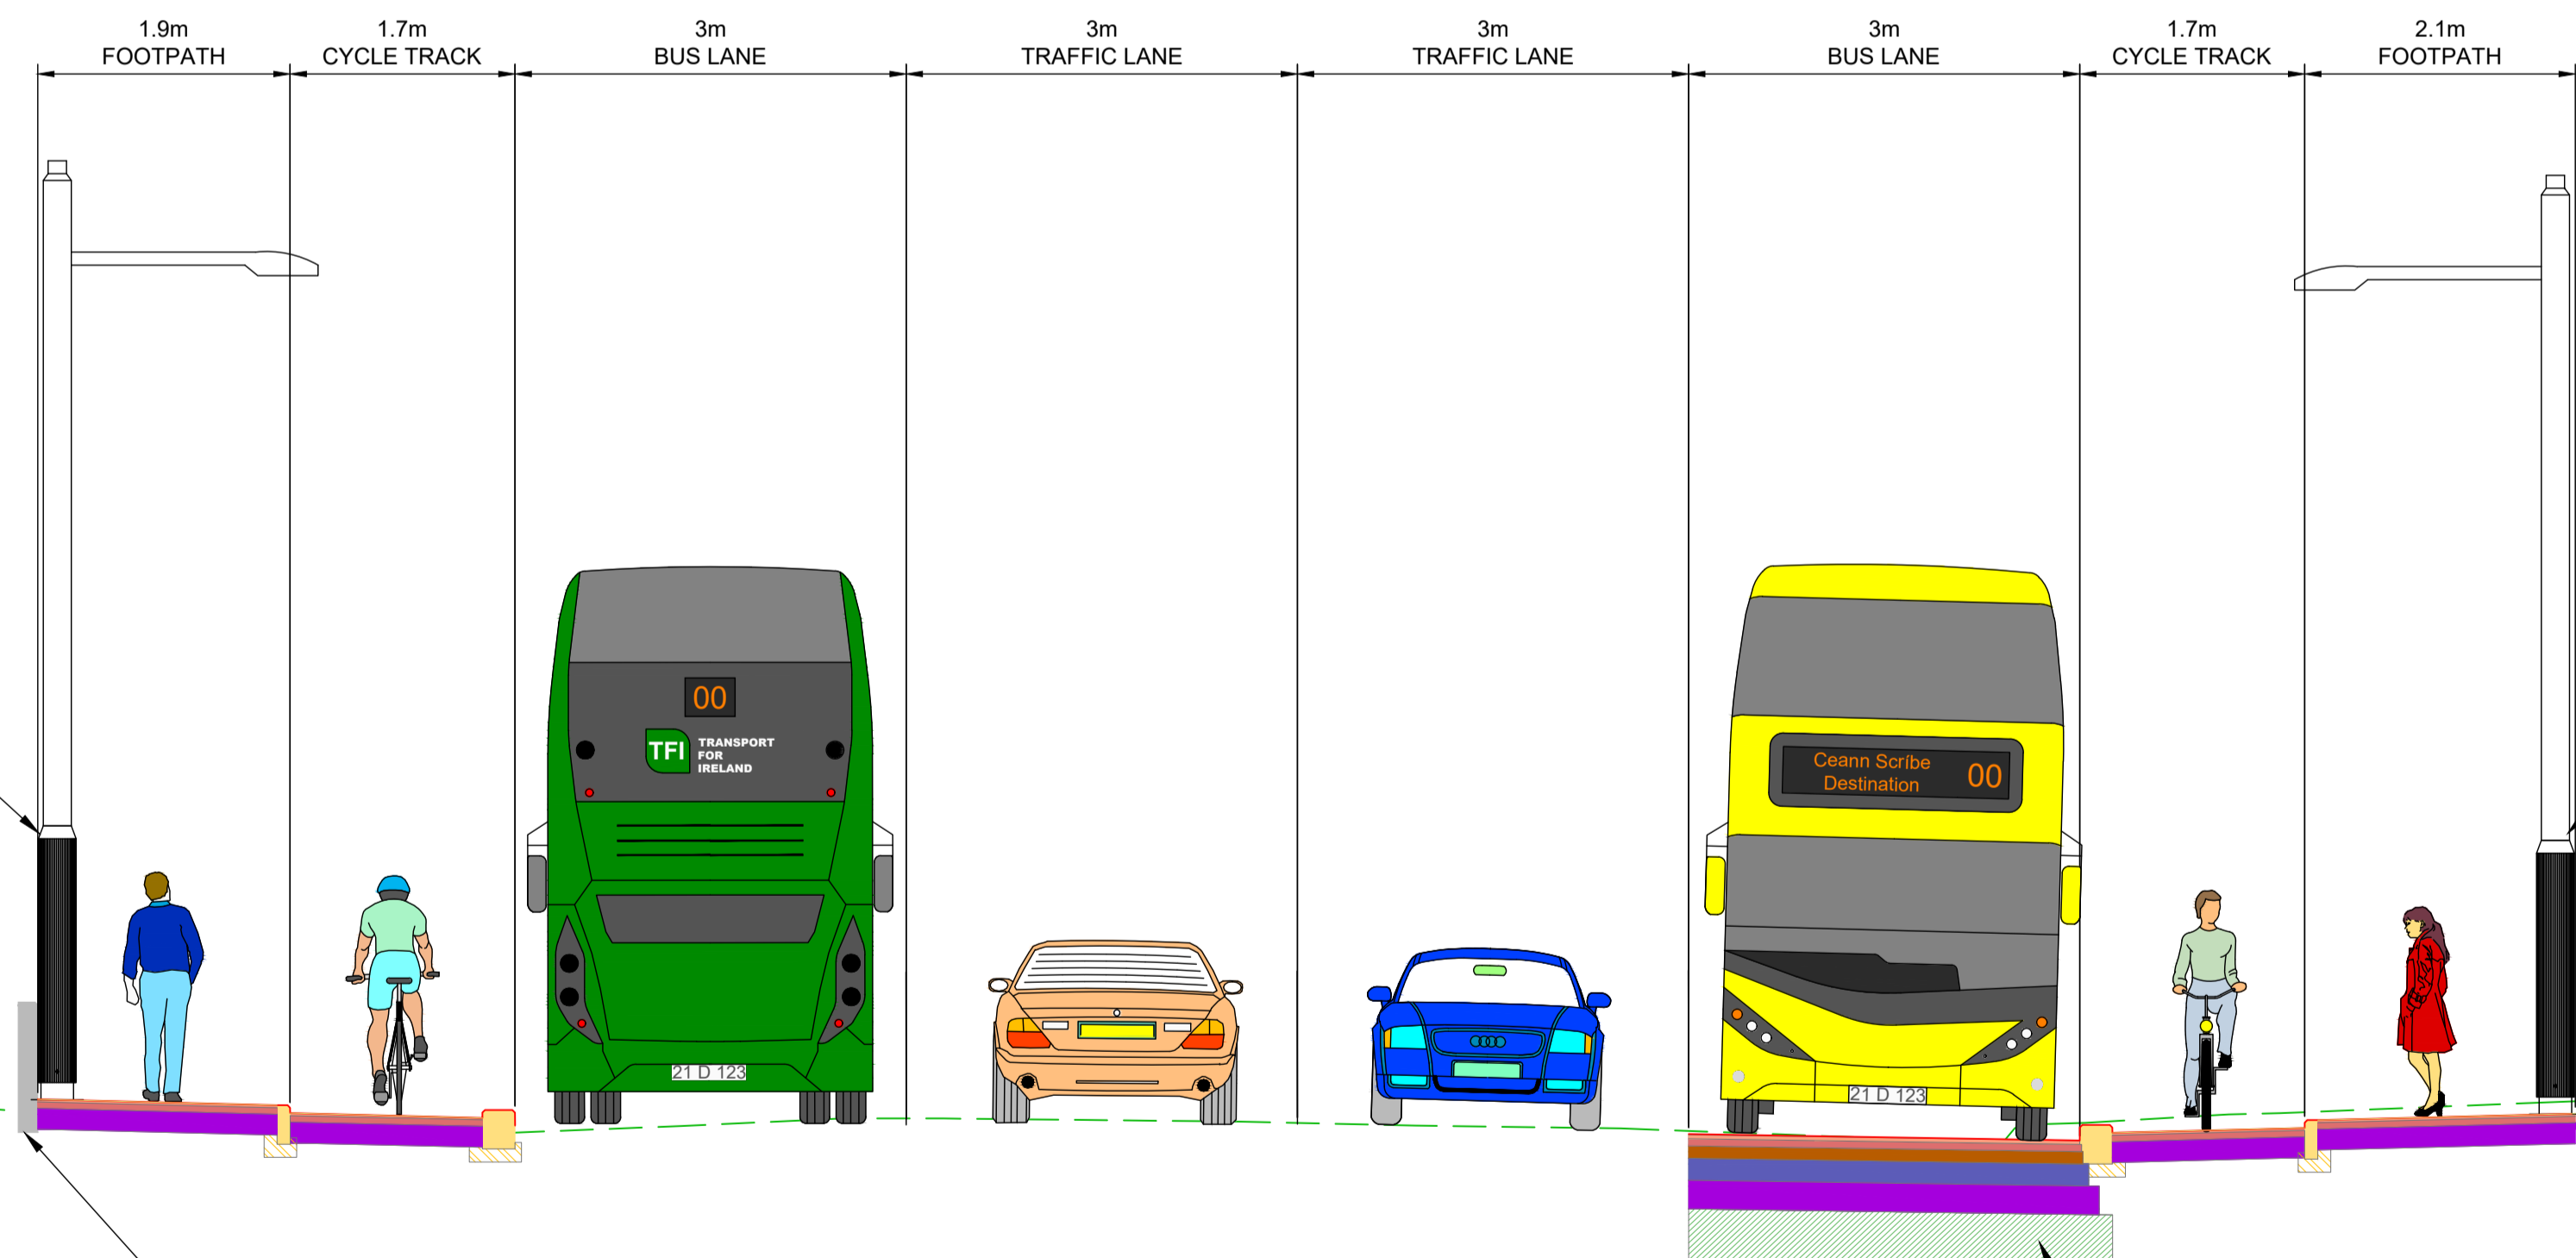 1.9m
FOOTPATH
1.7m
CYCLE TRACK
3m
BUS LANE
3m
TRAFFIC LANE
3m
TRAFFIC LANE
3m
BUS LANE
1.7m
CYCLE TRACK
2.1m
FOOTPATH
00
TFI
TRANSPORT
FOR
IRELAND
21 D 123
Ceann Scríbe
Destination
00
21 D 123